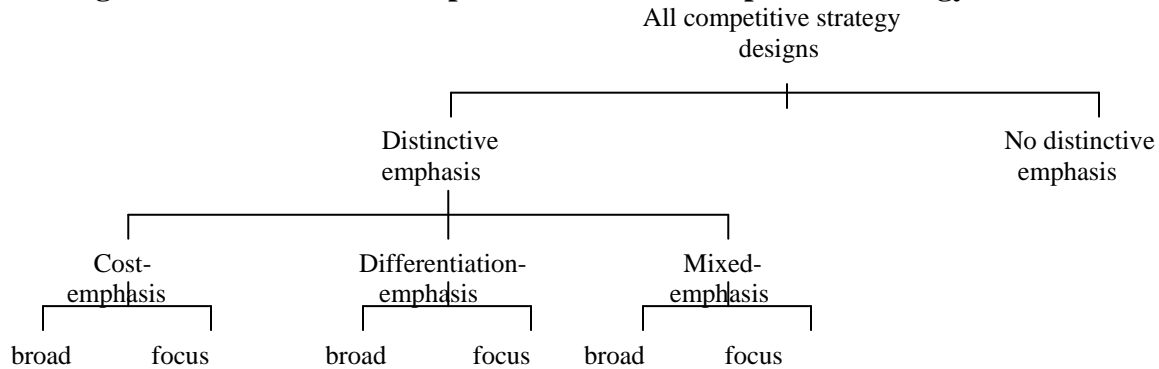 All competitive strategy
designs
Distinctive
emphasis
No distinctive
emphasis
Cost-
emphasis
Differentiation-
emphasis
Mixed-
emphasis
broad focus broad focus broad focus